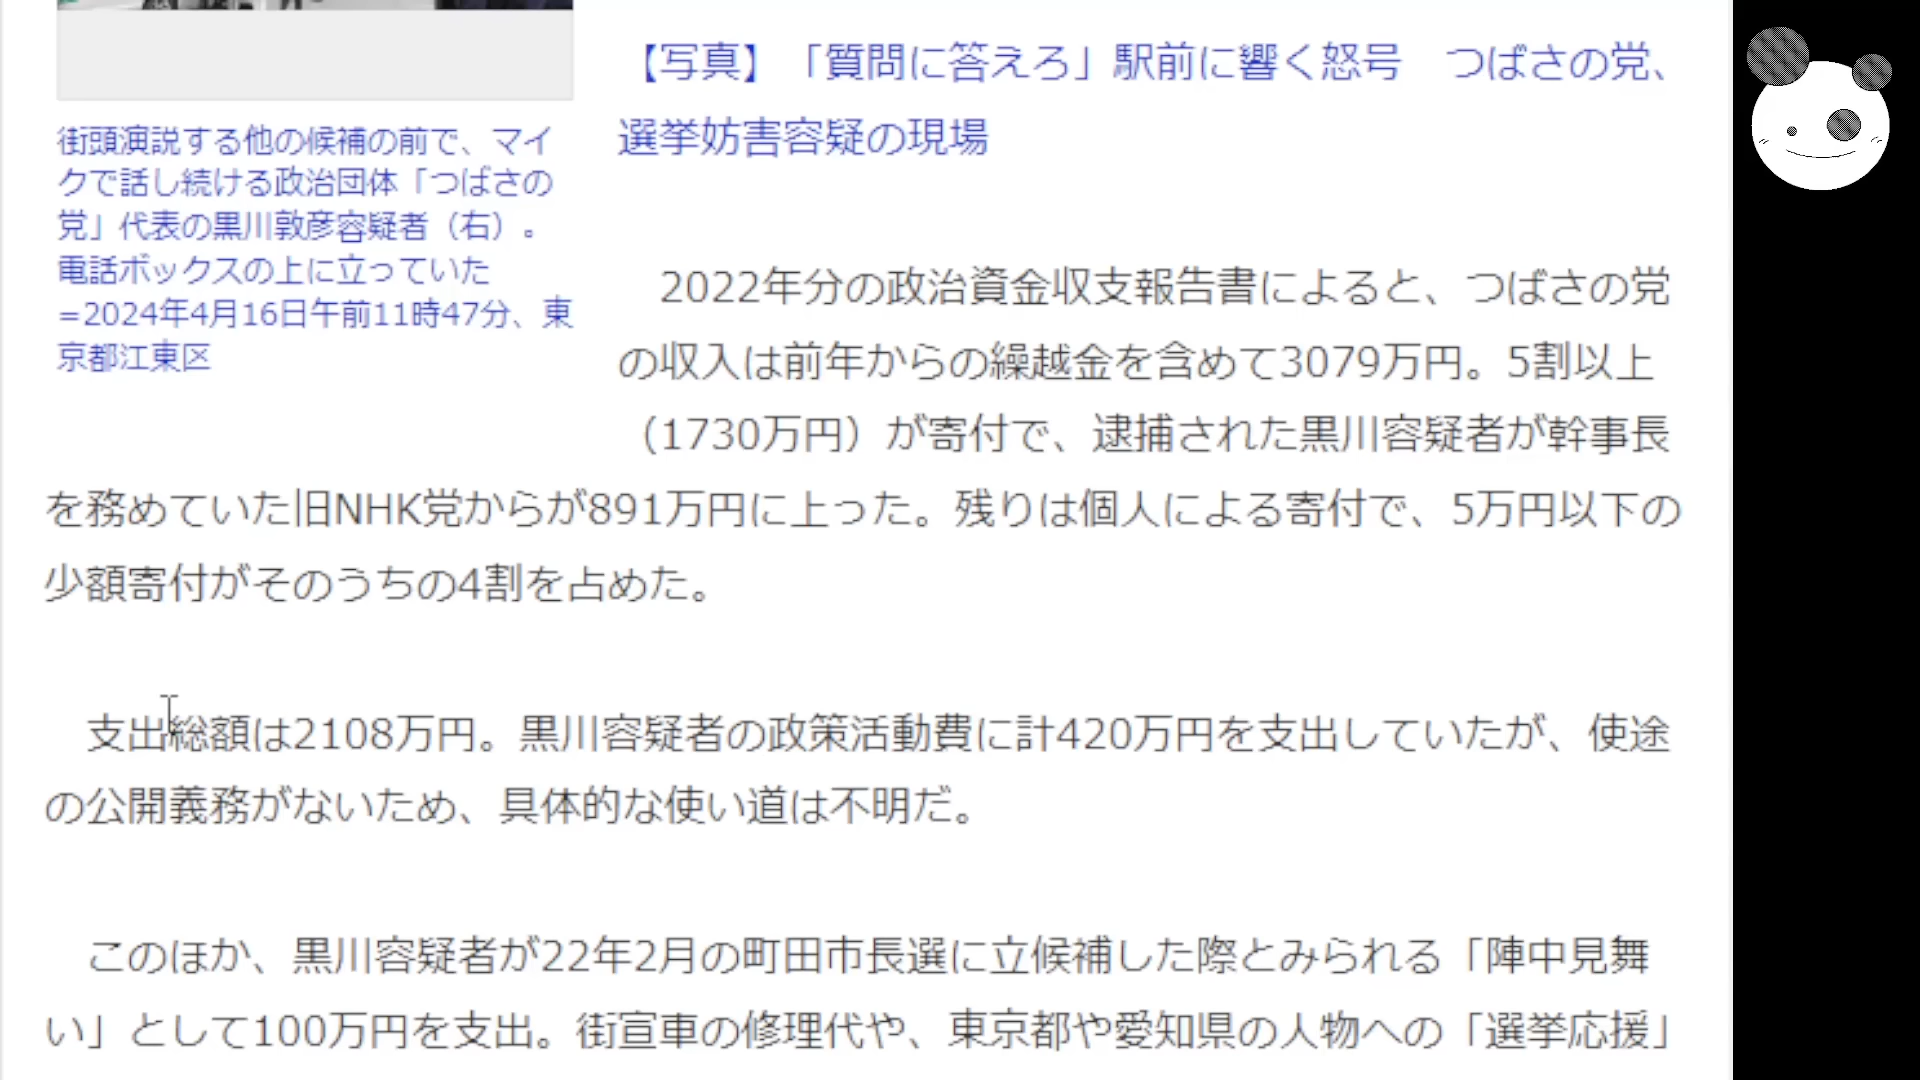 【写真】「質問に答えろ」駅前に響く怒号　つばさの党、
選挙妨害容疑の現場
街頭演説する他の候補の前で、マイ
クで話し続ける政治団体「つばさの
党」代表の黒川敦彦容疑者（右）。
電話ボックスの上に立っていた
=2024年4月16日午前11時47分、東
京都江東区
2022年分の政治資金収支報告書によると、つばさの党
の収入は前年からの繰越金を含めて3079万円。5割以上
（1730万円）が寄付で、逮捕された黒川容疑者が幹事長
を務めていた旧NHK党からが891万円に上った。残りは個人による寄付で、5万円以下の
少額寄付がそのうちの4割を占めた。
支出総額は2108万円。黒川容疑者の政策活動費に計420万円を支出していたが、使途
の公開義務がないため、具体的な使い道は不明だ。
このほか、黒川容疑者が22年2月の町田市長選に立候補した際とみられる「陣中見舞
い」として100万円を支出。街宣車の修理代や、東京都や愛知県の人物への「選挙応援」